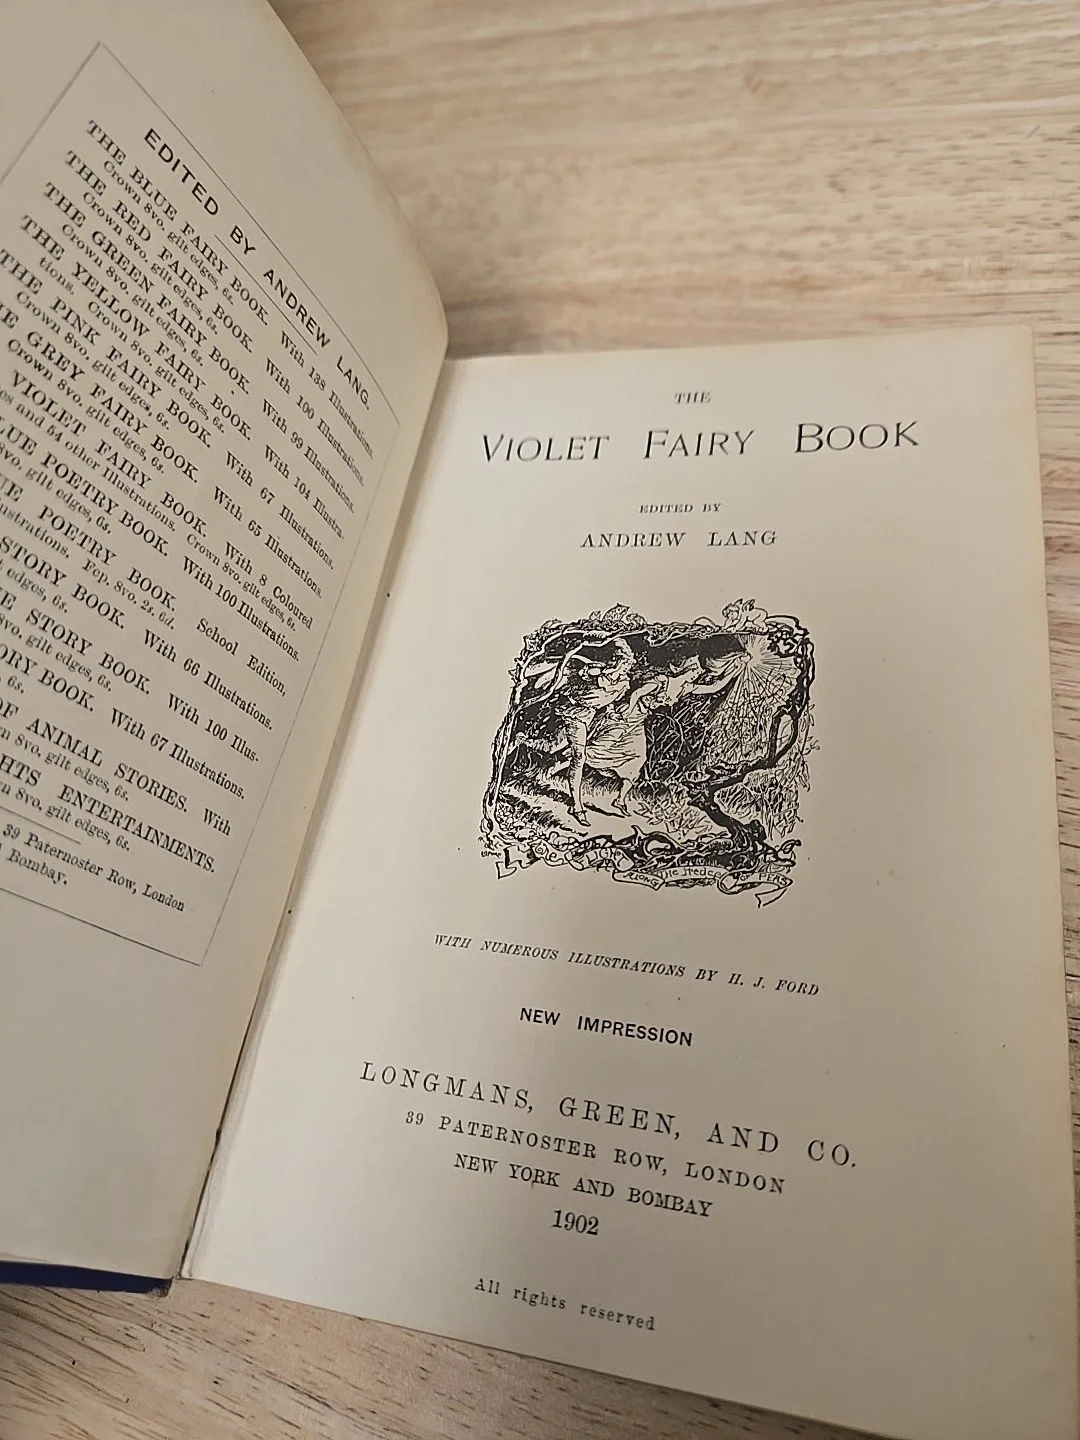 EDITED BY ANDREW LANG.
THE BLUE FAIRY BOOK. With 138 Illustrations.
Crown 8vo. gilt edges, 6s.
THE RED FAIRY BOOK. With 100 Illustrations.
Crown 8vo. gilt edges, 6s.
THE GREEN FAIRY BOOK. With 99 Illustrations.
Crown 8vo. gilt edges, 6s.
THE YELLOW FAIRY BOOK. With 104 Illustra-
tions. Crown 8vo. gilt edges, 6s.
THE PINK FAIRY BOOK. With 67 Illustrations.
Crown 8vo. gilt edges, 6s.
GREY FAIRY BOOK. With 65 Illustrations.
Crown 8vo. gilt edges, 6s.
VIOLET FAIRY BOOK. With 8 Coloured
and 54 other Illustrations. Crown 8vo. gilt edges, 6s.
POETRY BOOK. With 100 Illustrations.
8vo. gilt edges, 6s.
POETRY BOOK. School Edition,
Fcp. 8vo. 2s. 6d.
STORY BOOK. With 66 Illustrations.
edges, 6s.
STORY BOOK. With 100 Illus-
8vo. gilt edges, 6s.
BOOK. With 67 Illustrations.
6s.
OF ANIMAL STORIES. With
8vo. gilt edges, 6s.
ENTERTAINMENTS.
8vo. gilt edges, 6s.
39 Paternoster Row, London
Bombay.
THE
VIOLET FAIRY BOOK
EDITED BY
ANDREW LANG
WITH NUMEROUS ILLUSTRATIONS BY H. J. FORD
NEW IMPRESSION
LONGMANS, GREEN, AND CO.
39 PATERNOSTER ROW, LONDON
NEW YORK AND BOMBAY
1902
All rights reserved